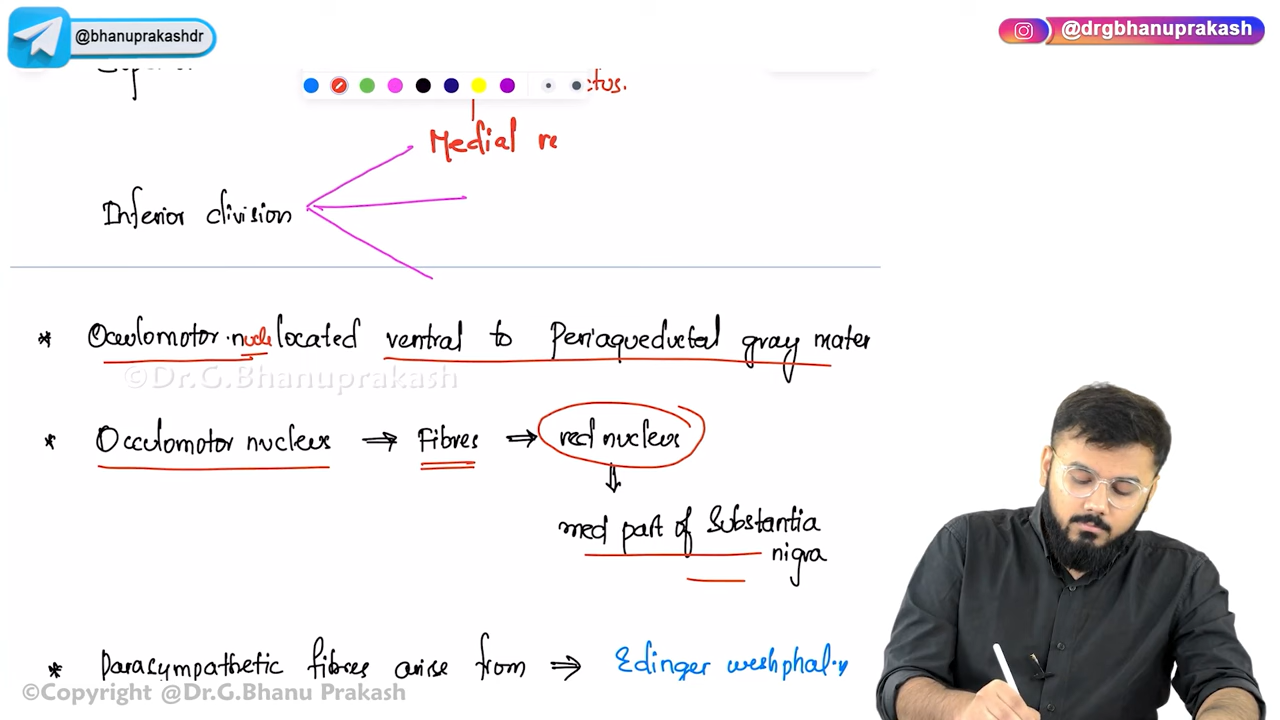 @bhanuprakashdr
@drgbhanuprakash
Medial re
Inferior division
* Occulomotor nucle located ventral to Periaqueductal gray mater
©Dr.G.Bhanuprakash
* Occulomotor nucleus ⇒ Fibres ⇒ red nucleus
med part of Substantia
nigra
* Parasympathetic fibres arise from ⇒ Edinger westphal
©Copyright @Dr.G.Bhanu Prakash